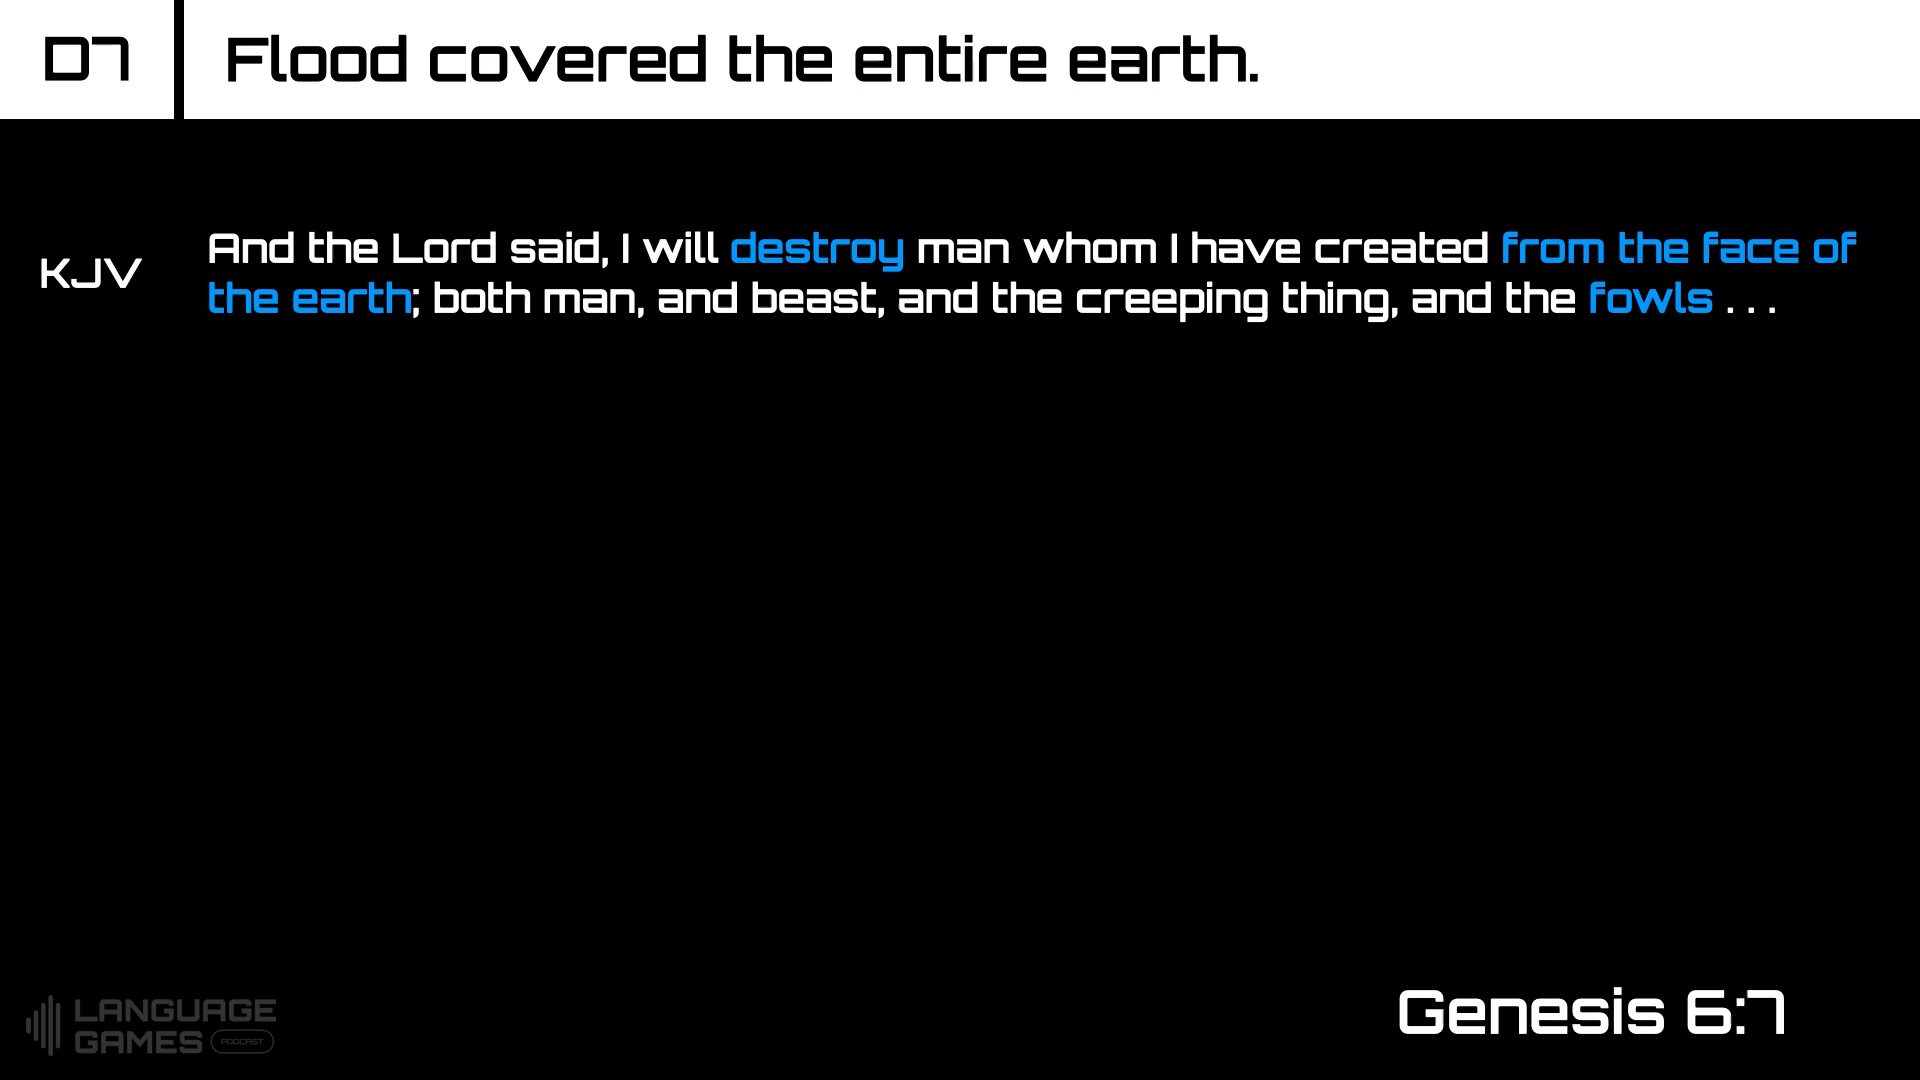 07
Flood covered the entire earth.
KJV
And the Lord said, I will destroy man whom I have created from the face of
the earth; both man, and beast, and the creeping thing, and the fowls . . .
Genesis 6:7
LANGUAGE
GAMES PODCAST